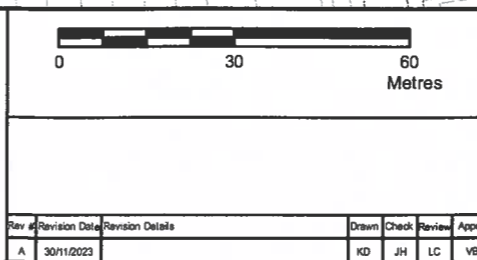 0 30 60
Metres
Rev # Revision Date Revision Details Drawn Check Review
A 30/11/2023 KD JH LC VB